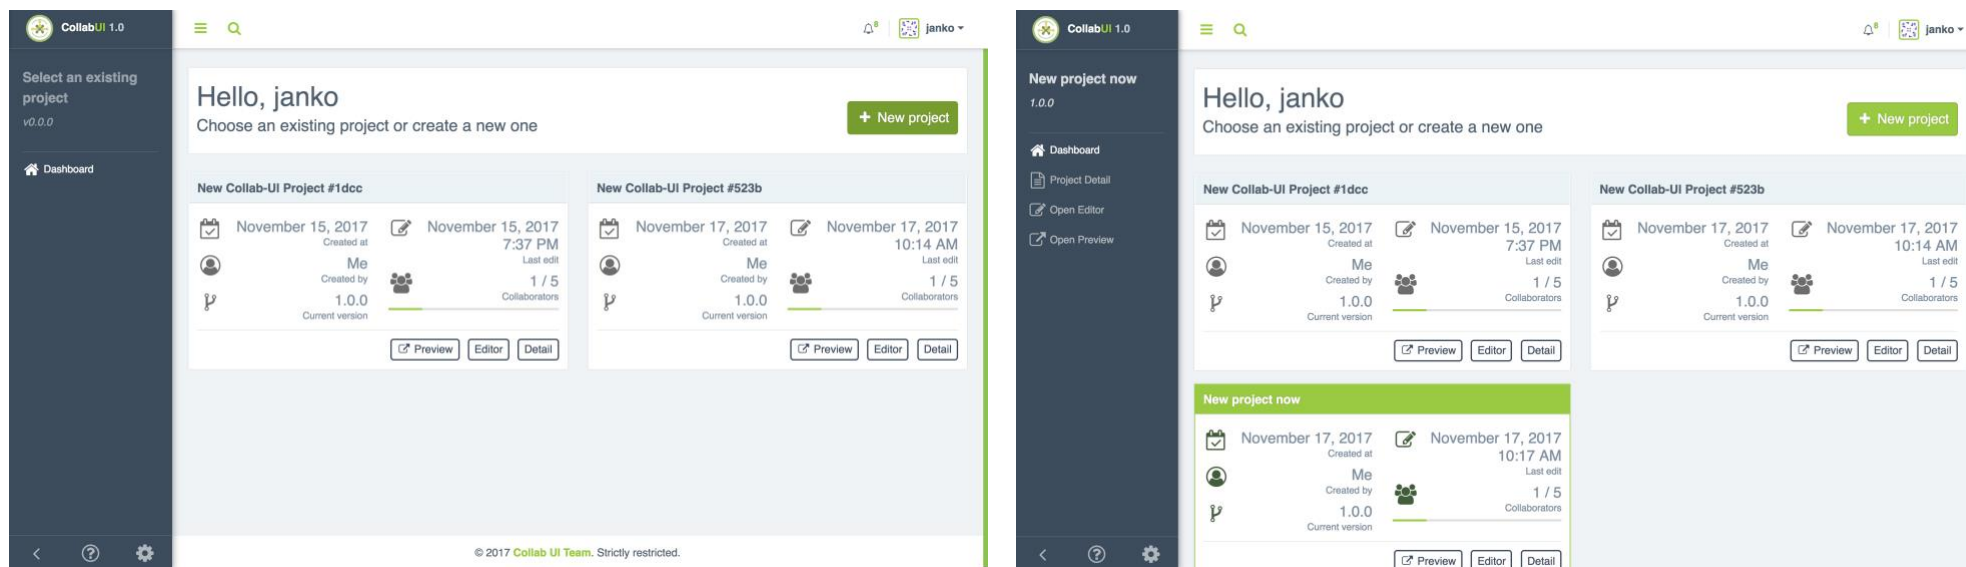 CollabUI 1.0
8
janko
Select an existing
project
v0.0.0
Dashboard
Hello, janko
Choose an existing project or create a new one
+ New project
New Collab-UI Project #1dcc
November 15, 2017
Created at
Me
Created by
1.0.0
Current version
November 15, 2017
7:37 PM
Last edit
1 / 5
Collaborators
Preview
Editor
Detail
New Collab-UI Project #523b
November 17, 2017
Created at
Me
Created by
1.0.0
Current version
November 17, 2017
10:14 AM
Last edit
1 / 5
Collaborators
Preview
Editor
Detail
© 2017 Collab UI Team. Strictly restricted.
CollabUI 1.0
8
janko
New project now
1.0.0
Dashboard
Project Detail
Open Editor
Open Preview
Hello, janko
Choose an existing project or create a new one
+ New project
New Collab-UI Project #1dcc
November 15, 2017
Created at
Me
Created by
1.0.0
Current version
November 15, 2017
7:37 PM
Last edit
1 / 5
Collaborators
Preview
Editor
Detail
New Collab-UI Project #523b
November 17, 2017
Created at
Me
Created by
1.0.0
Current version
November 17, 2017
10:14 AM
Last edit
1 / 5
Collaborators
Preview
Editor
Detail
New project now
November 17, 2017
Created at
Me
Created by
1.0.0
Current version
November 17, 2017
10:17 AM
Last edit
1 / 5
Collaborators
Preview
Editor
Detail